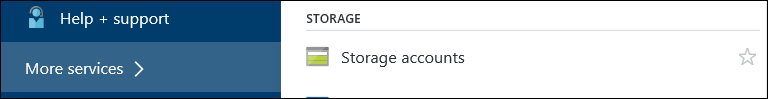 Help + support
More services
STORAGE
Storage accounts